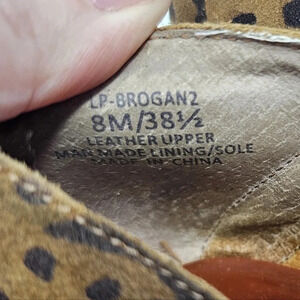 LP-BROGAN2
8M/38½
LEATHER UPPER
MAN MADE LINING/SOLE
MADE IN CHINA